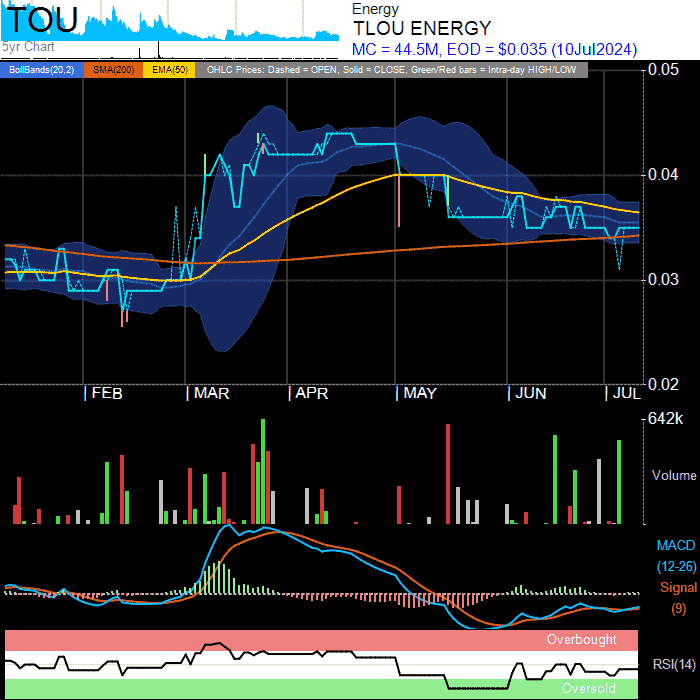 TOU
5yr Chart
Energy
TLOU ENERGY
MC = 44.5M, EOD = $0.035 (10Jul2024)
BollBands(20,2) SMA(200) EMA(50) OHLC Prices: Dashed = OPEN, Solid = CLOSE, Green/Red bars = Intra-day HIGH/LOW
0.05
0.04
0.03
0.02
| FEB | MAR | APR | MAY | JUN | JUL
642k
Volume
MACD
(12-26)
Signal
(9)
Overbought
RSI(14)
Oversold